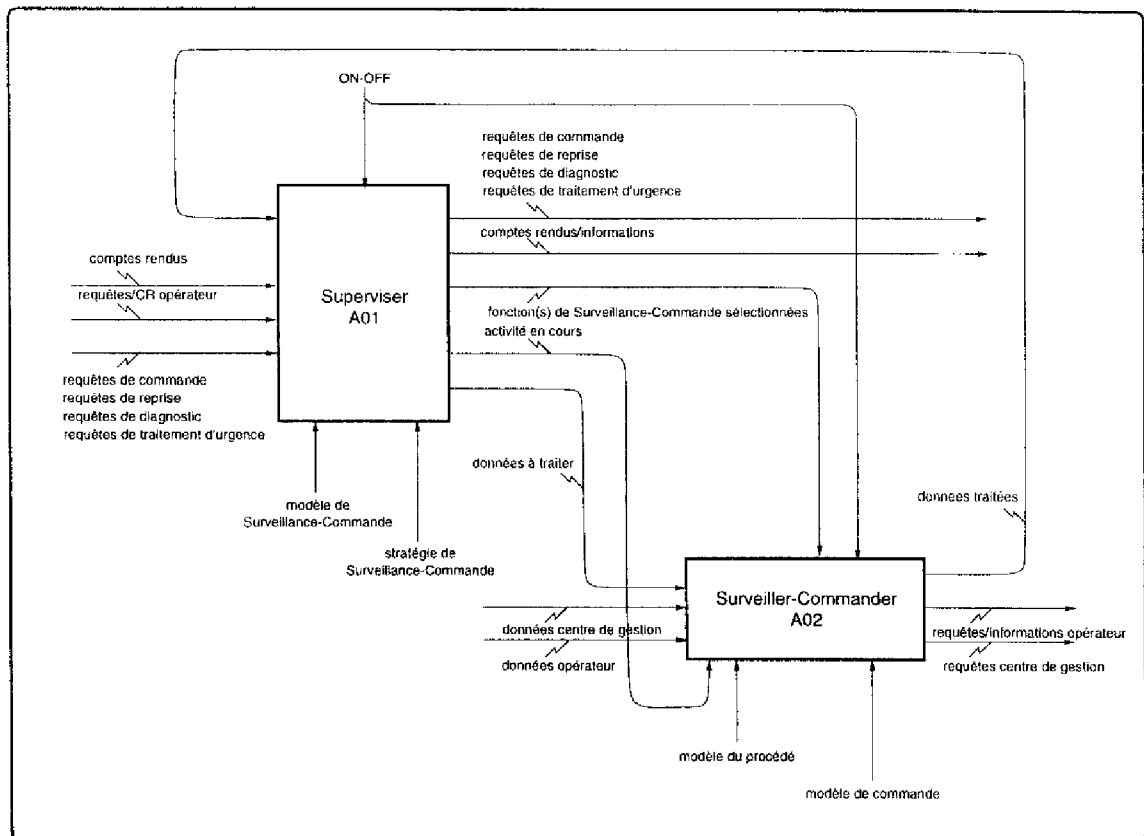 ON-OFF
requêtes de commande
requêtes de reprise
requêtes de diagnostic
requêtes de traitement d'urgence
comptes rendus/informations
comptes rendus
requêtes/CR opérateur
Superviser
A01
fonction(s) de Surveillance-Commande sélectionnées
activité en cours
requêtes de commande
requêtes de reprise
requêtes de diagnostic
requêtes de traitement d'urgence
données à traiter
modèle de
Surveillance-Commande
données traitées
stratégie de
Surveillance-Commande
Surveiller-Commander
A02
données centre de gestion
requêtes/informations opérateur
données opérateur
requêtes centre de gestion
modèle du procédé
modèle de commande